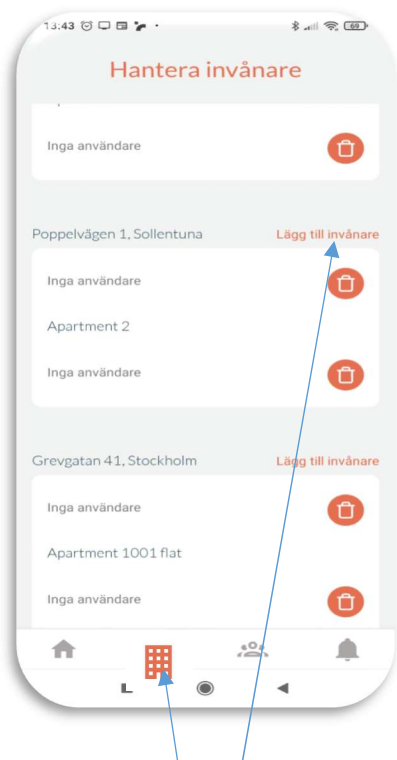 13:43
69
Hantera invånare
Inga användare
Poppelvägen 1, Sollentuna Lägg till invånare
Inga användare
Apartment 2
Inga användare
Grevgatan 41, Stockholm Lägg till invånare
Inga användare
Apartment 1001 flat
Inga användare